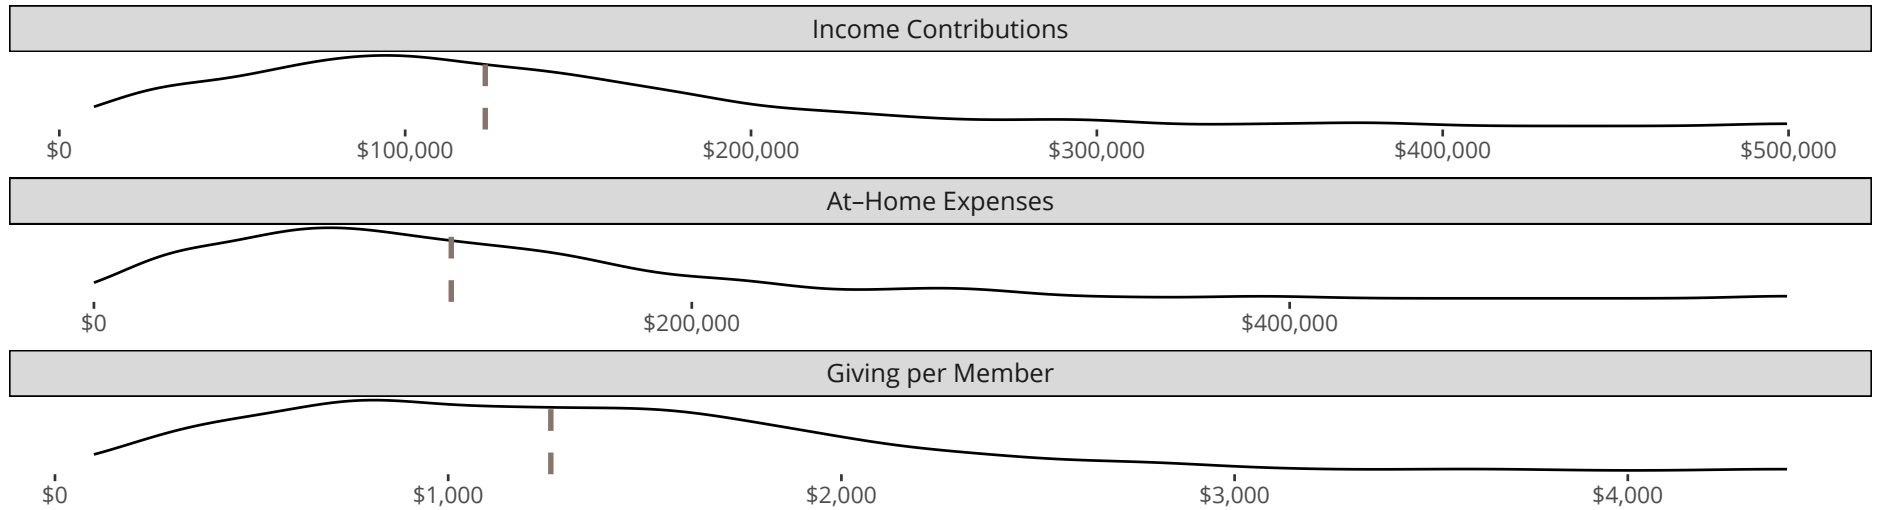 Income Contributions
$0 $100,000 $200,000 $300,000 $400,000 $500,000
At–Home Expenses
$0 $200,000 $400,000
Giving per Member
$0 $1,000 $2,000 $3,000 $4,000